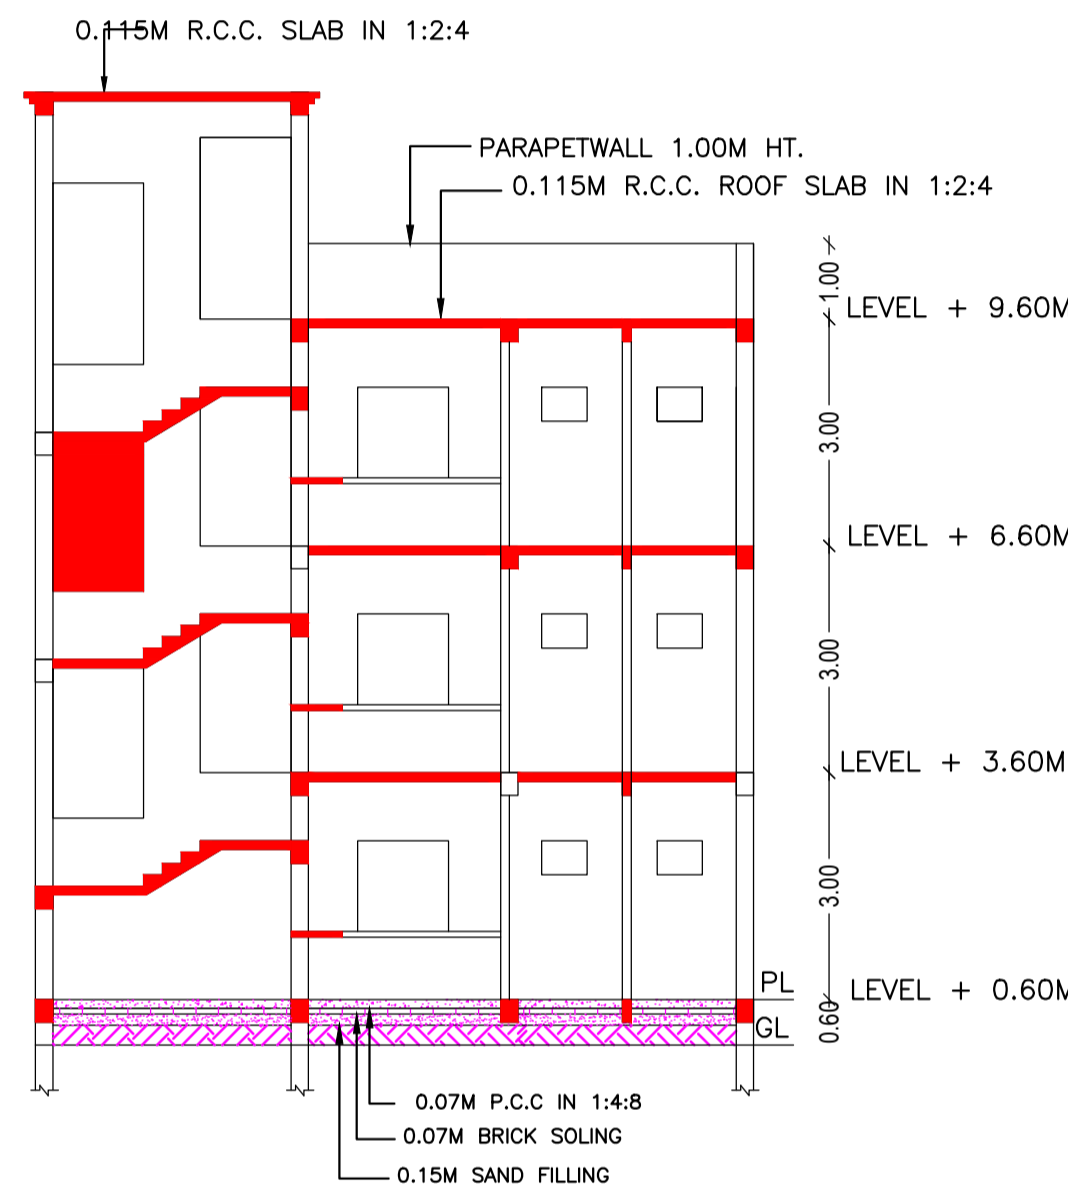 0.115M R.C.C. SLAB IN 1:2:4
PARAPETWALL 1.00M HT.
0.115M R.C.C. ROOF SLAB IN 1:2:4
1.00
LEVEL + 9.60M
3.00
LEVEL + 6.60M
3.00
LEVEL + 3.60M
3.00
PL
LEVEL + 0.60M
0.60
GL
0.07M P.C.C IN 1:4:8
0.07M BRICK SOLING
0.15M SAND FILLING